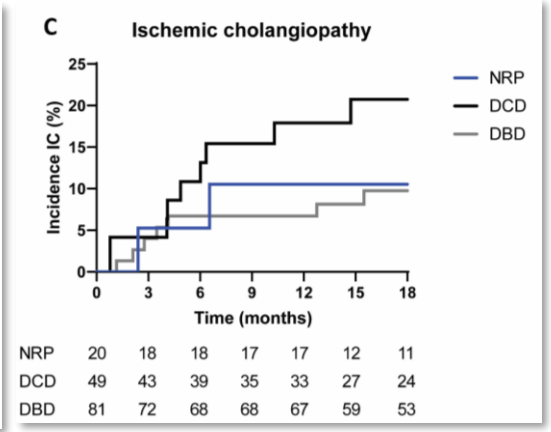 C
Ischemic cholangiopathy
25
20
15
10
5
0
Incidence IC (%)
0 3 6 9 12 15 18
Time (months)
NRP
DCD
DBD
NRP 20 18 18 17 17 12 11
DCD 49 43 39 35 33 27 24
DBD 81 72 68 68 67 59 53